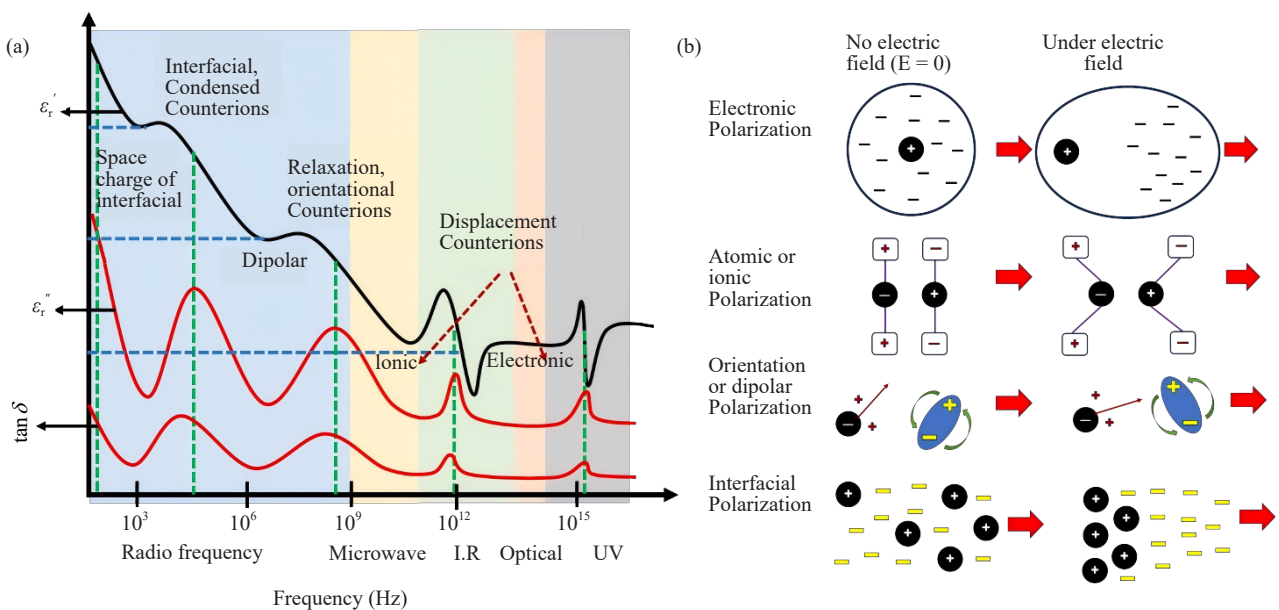 (a)
Interfacial,
Condensed
Counterions
εr′
Space
charge of
interfacial
Relaxation,
orientational
Counterions
Displacement
Counterions
Dipolar
εr″
Ionic
Electronic
tan δ
10³ 10⁶ 10⁹ 10¹² 10¹⁵
Radio frequency Microwave I.R Optical UV
Frequency (Hz)
(b)
No electric
field (E = 0)
Under electric
field
Electronic
Polarization
Atomic or
ionic
Polarization
Orientation
or dipolar
Polarization
Interfacial
Polarization